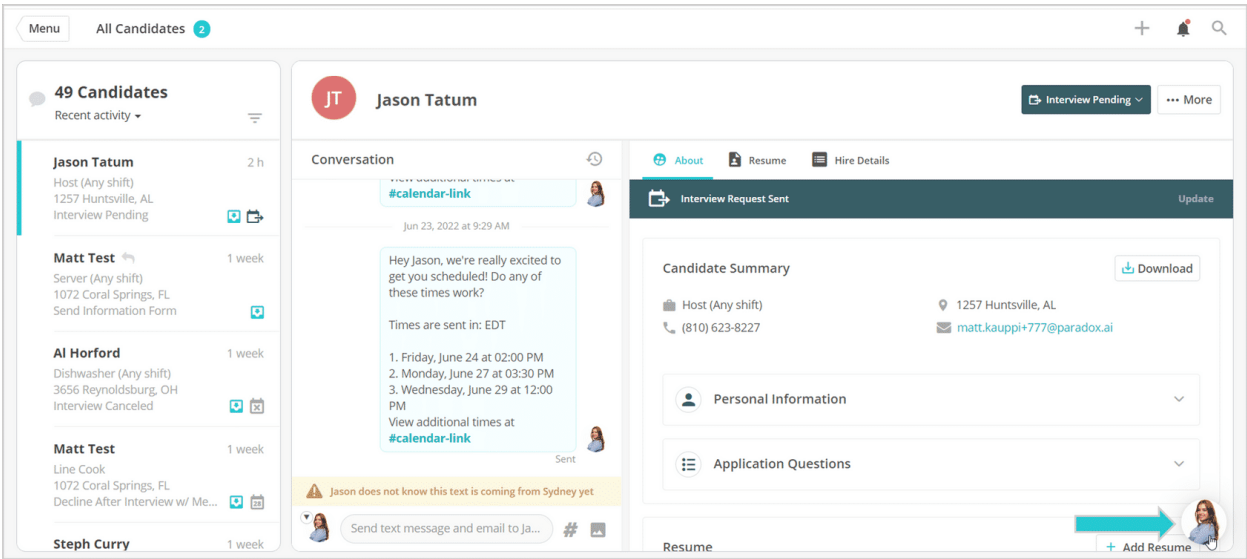 Menu
All Candidates 2
49 Candidates
Recent activity
Jason Tatum 2 h
Host (Any shift)
1257 Huntsville, AL
Interview Pending
Matt Test 1 week
Server (Any shift)
1072 Coral Springs, FL
Send Information Form
Al Horford 1 week
Dishwasher (Any shift)
3656 Reynoldsburg, OH
Interview Canceled
Matt Test 1 week
Line Cook
1072 Coral Springs, FL
Decline After Interview w/ Me...
28
Steph Curry 1 week
JT
Jason Tatum
Interview Pending
••• More
Conversation
View additional times at
#calendar-link
Jun 23, 2022 at 9:29 AM
Hey Jason, we're really excited to
get you scheduled! Do any of
these times work?
Times are sent in: EDT
1. Friday, June 24 at 02:00 PM
2. Monday, June 27 at 03:30 PM
3. Wednesday, June 29 at 12:00
PM
View additional times at
#calendar-link
Sent
Jason does not know this text is coming from Sydney yet
Send text message and email to Ja...
#
About
Resume
Hire Details
Interview Request Sent
Update
Candidate Summary
Download
Host (Any shift)
1257 Huntsville, AL
(810) 623-8227
matt.kauppi+777@paradox.ai
Personal Information
Application Questions
Resume
+ Add Resume